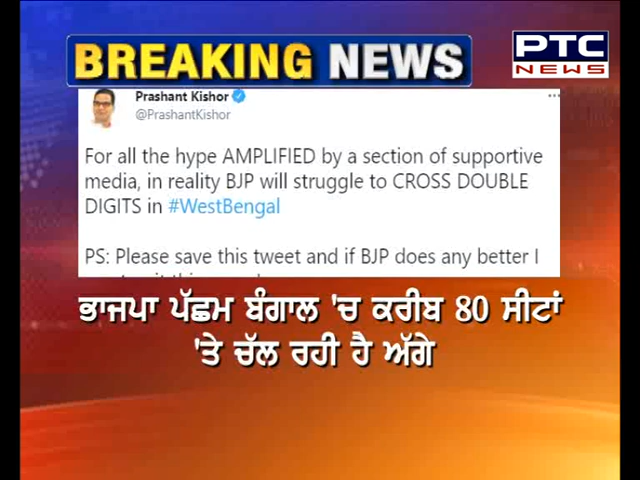 BREAKING NEWS
PTC
NEWS
Prashant Kishor
@PrashantKishor
For all the hype AMPLIFIED by a section of supportive
media, in reality BJP will struggle to CROSS DOUBLE
DIGITS in #WestBengal
PS: Please save this tweet and if BJP does any better I
ਭਾਜਪਾ ਪੱਛਮ ਬੰਗਾਲ 'ਚ ਕਰੀਬ 80 ਸੀਟਾਂ
'ਤੇ ਚੱਲ ਰਹੀ ਹੈ ਅੱਗੇ